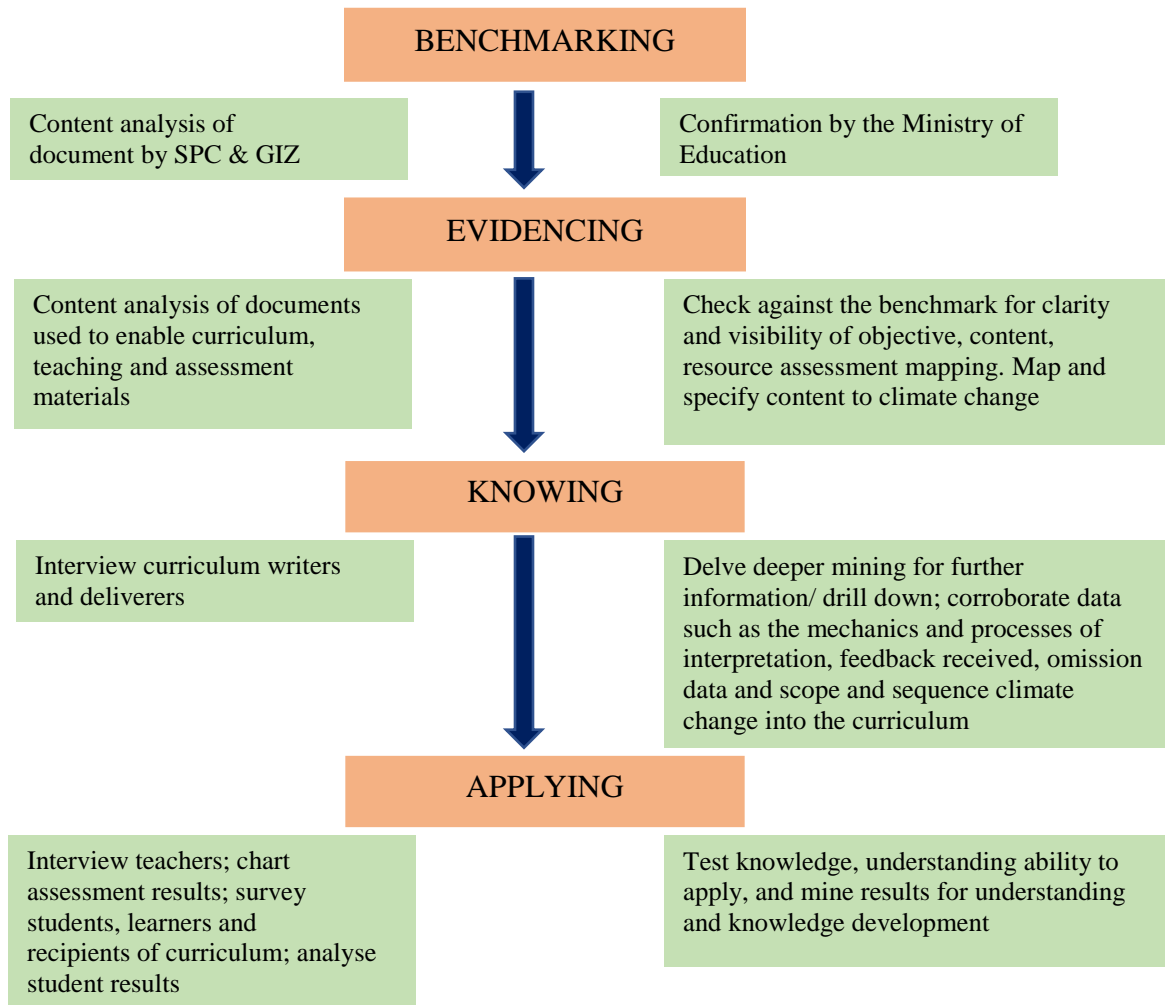 BENCHMARKING
Content analysis of
document by SPC & GIZ
Confirmation by the Ministry of
Education
EVIDENCING
Content analysis of documents
used to enable curriculum,
teaching and assessment
materials
Check against the benchmark for clarity
and visibility of objective, content,
resource assessment mapping. Map and
specify content to climate change
KNOWING
Interview curriculum writers
and deliverers
Delve deeper mining for further
information/ drill down; corroborate data
such as the mechanics and processes of
interpretation, feedback received, omission
data and scope and sequence climate
change into the curriculum
APPLYING
Interview teachers; chart
assessment results; survey
students, learners and
recipients of curriculum; analyse
student results
Test knowledge, understanding ability to
apply, and mine results for understanding
and knowledge development